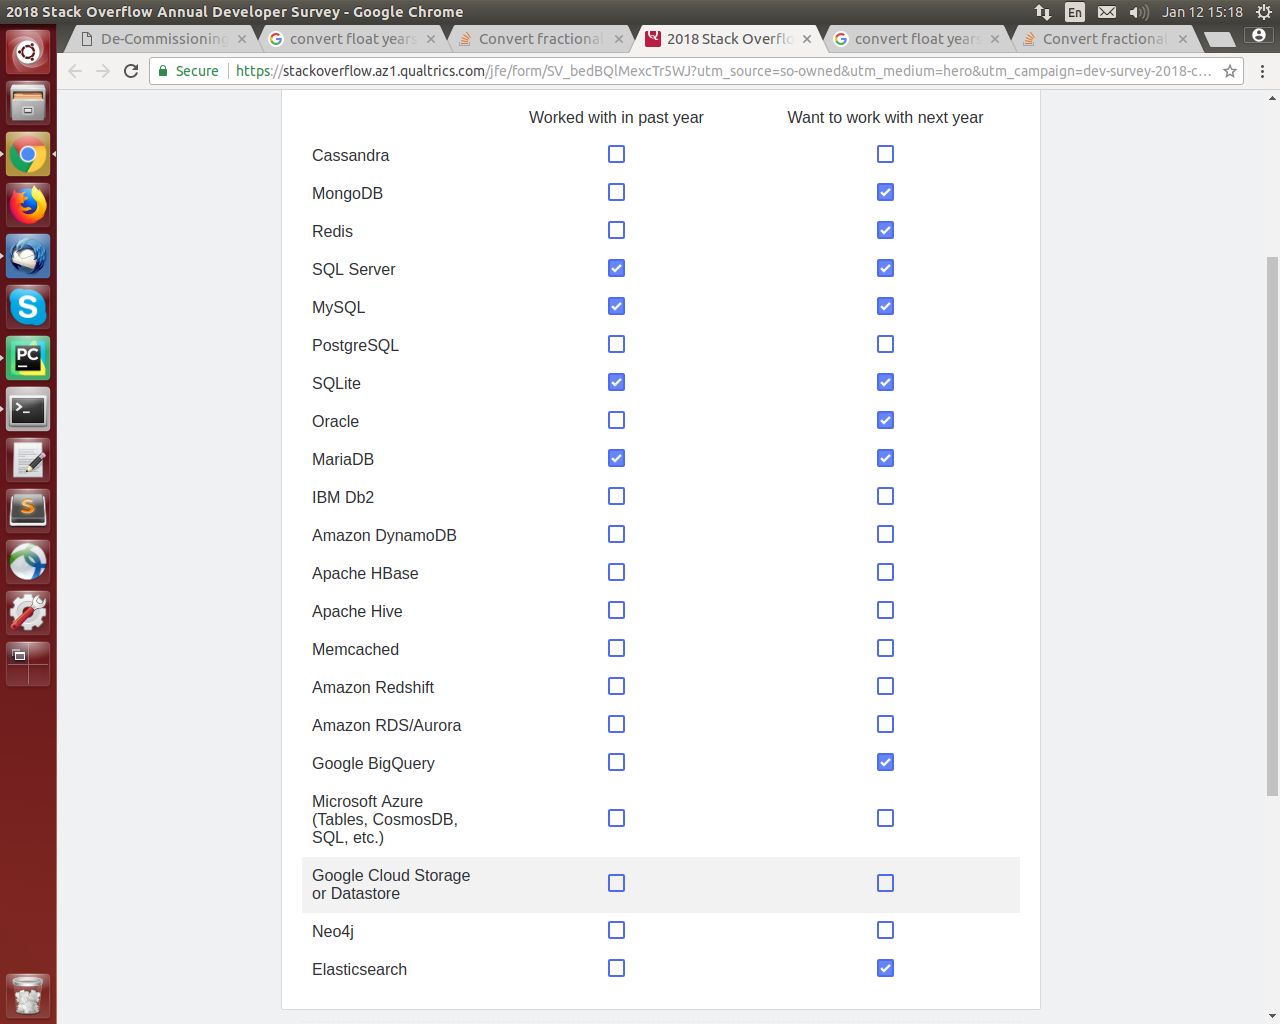 2018 Stack Overflow Annual Developer Survey - Google Chrome
En
Jan 12 15:18
De-Commissioning
convert float years
Convert fractional
2018 Stack Overflo
convert float years
Convert fractional
Secure
https://stackoverflow.az1.qualtrics.com/jfe/form/SV_bedBQlMexcTr5WJ?utm_source=so-owned&utm_medium=hero&utm_campaign=dev-survey-2018-c...
Worked with in past year
Want to work with next year
Cassandra
MongoDB
Redis
SQL Server
MySQL
PostgreSQL
SQLite
Oracle
MariaDB
IBM Db2
Amazon DynamoDB
Apache HBase
Apache Hive
Memcached
Amazon Redshift
Amazon RDS/Aurora
Google BigQuery
Microsoft Azure
(Tables, CosmosDB,
SQL, etc.)
Google Cloud Storage
or Datastore
Neo4j
Elasticsearch